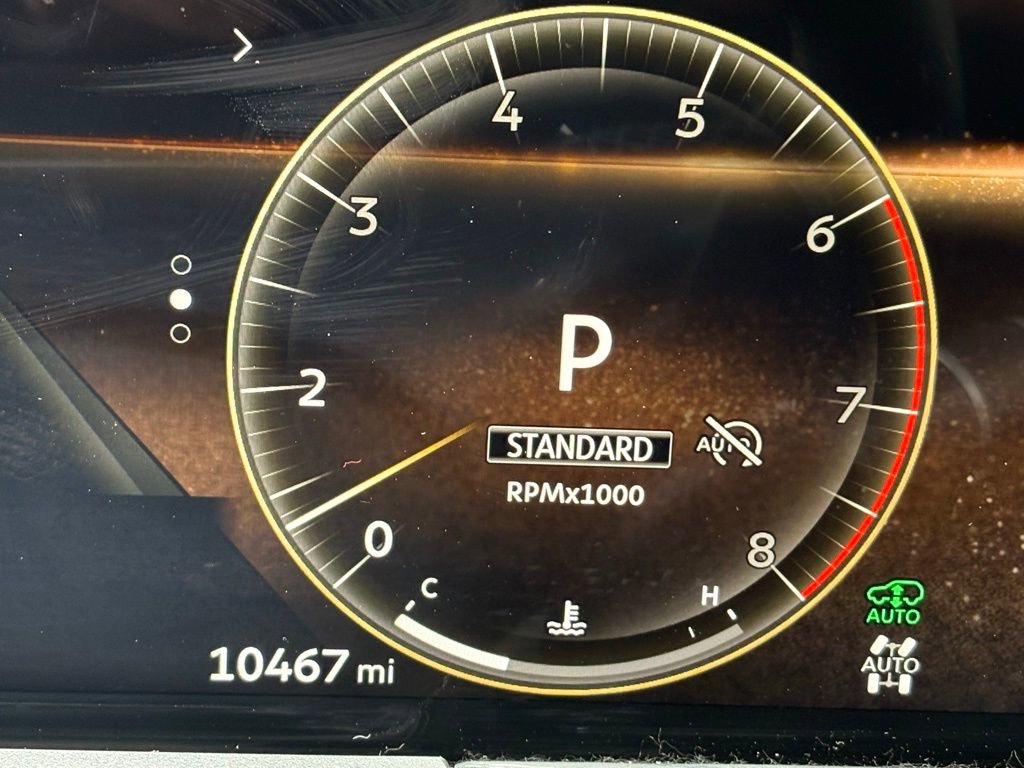 4
5
3
6
P
2
7
STANDARD
AUTO
RPMx1000
0
8
C
H
AUTO
10467 mi
AUTO